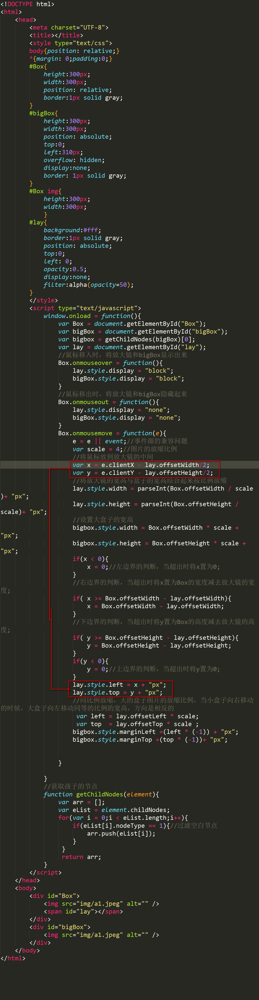 <!DOCTYPE html>
<html>
<head>
<meta charset="UTF-8">
<title></title>
<style type="text/css">
body{position: relative;}
*{margin: 0;padding:0;}
#Box{
height:300px;
width:300px;
position: relative;
border:1px solid gray;
}
#bigBox{
height:300px;
width:300px;
position: absolute;
top:0;
left:310px;
overflow: hidden;
display:none;
border: 1px solid gray;
}
#Box img{
height:300px;
width:300px;
}
#lay{
background:#fff;
border:1px solid gray;
position: absolute;
top:0;
left: 0;
opacity:0.5;
display:none;
filter:alpha(opacity=50);
}
</style>
<script type="text/javascript">
window.onload = function(){
var Box = document.getElementById("Box");
var bigBox = document.getElementById("bigBox");
var bigbox = getChildNodes(bigBox)[0];
var lay = document.getElementById("lay");
//鼠标移入时，将放大镜和bigBox显示出来
Box.onmouseover = function(){
lay.style.display = "block";
bigBox.style.display = "block";
}
//鼠标移出时，将放大镜和bigBox隐藏起来
Box.onmouseout = function(){
lay.style.display = "none";
bigBox.style.display = "none";
}
Box.onmousemove = function(e){
e = e || event;//事件源的兼容问题
var scale = 4;//图片的放缩比例
//将鼠标放到放大镜的中间
var x = e.clientX - lay.offsetWidth/2;
var y = e.clientY - lay.offsetHeight/2;
//将放大镜的宽高与盒子的宽高结合起来按比例放缩
lay.style.width = parseInt(Box.offsetWidth / scale
)+ "px";
lay.style.height = parseInt(Box.offsetHeight /
scale)+ "px";
//设置大盒子的宽高
bigbox.style.width = Box.offsetWidth * scale +
"px";
bigbox.style.height = Box.offsetHeight * scale +
"px";
if(x < 0){
x = 0;//左边界的判断，当超出时将x置为0;
}
//右边界的判断，当超出时将x置为Box的宽度减去放大镜的宽
度;
if( x >= Box.offsetWidth - lay.offsetWidth){
x = Box.offsetWidth - lay.offsetWidth;
}
//下边界的判断，当超出时将y置为Box的高度减去放大镜的高
度;
if( y >= Box.offsetHeight - lay.offsetHeight){
y = Box.offsetHeight - lay.offsetHeight;
}
if(y < 0){
y = 0;//上边界的判断，当超出时将y置为0;
}
lay.style.left = x + "px";
lay.style.top = y + "px";
//同比例放缩，大的盒子图片的放缩比例，当小盒子向右移动
的时候，大盒子向左移动同等的比例的宽高，方向是相反的
var left = lay.offsetLeft * scale;
var top  = lay.offsetTop * scale ;
bigbox.style.marginLeft =(left * (-1)) + "px";
bigbox.style.marginTop =(top * (-1))+ "px";
}
}
//获取孩子的节点
function getChildNodes(element){
var arr = [];
var eList = element.childNodes;
for(var i = 0;i < eList.length;i++){
if(eList[i].nodeType == 1){//过滤空白节点
arr.push(eList[i]);
}
}
return arr;
}
</script>
</head>
<body>
<div id="Box">
<img src="img/a1.jpeg" alt="" />
<span id="lay"></span>
</div>
<div id="bigBox">
<img src="img/a1.jpeg" alt="" />
</div>
</body>
</html>